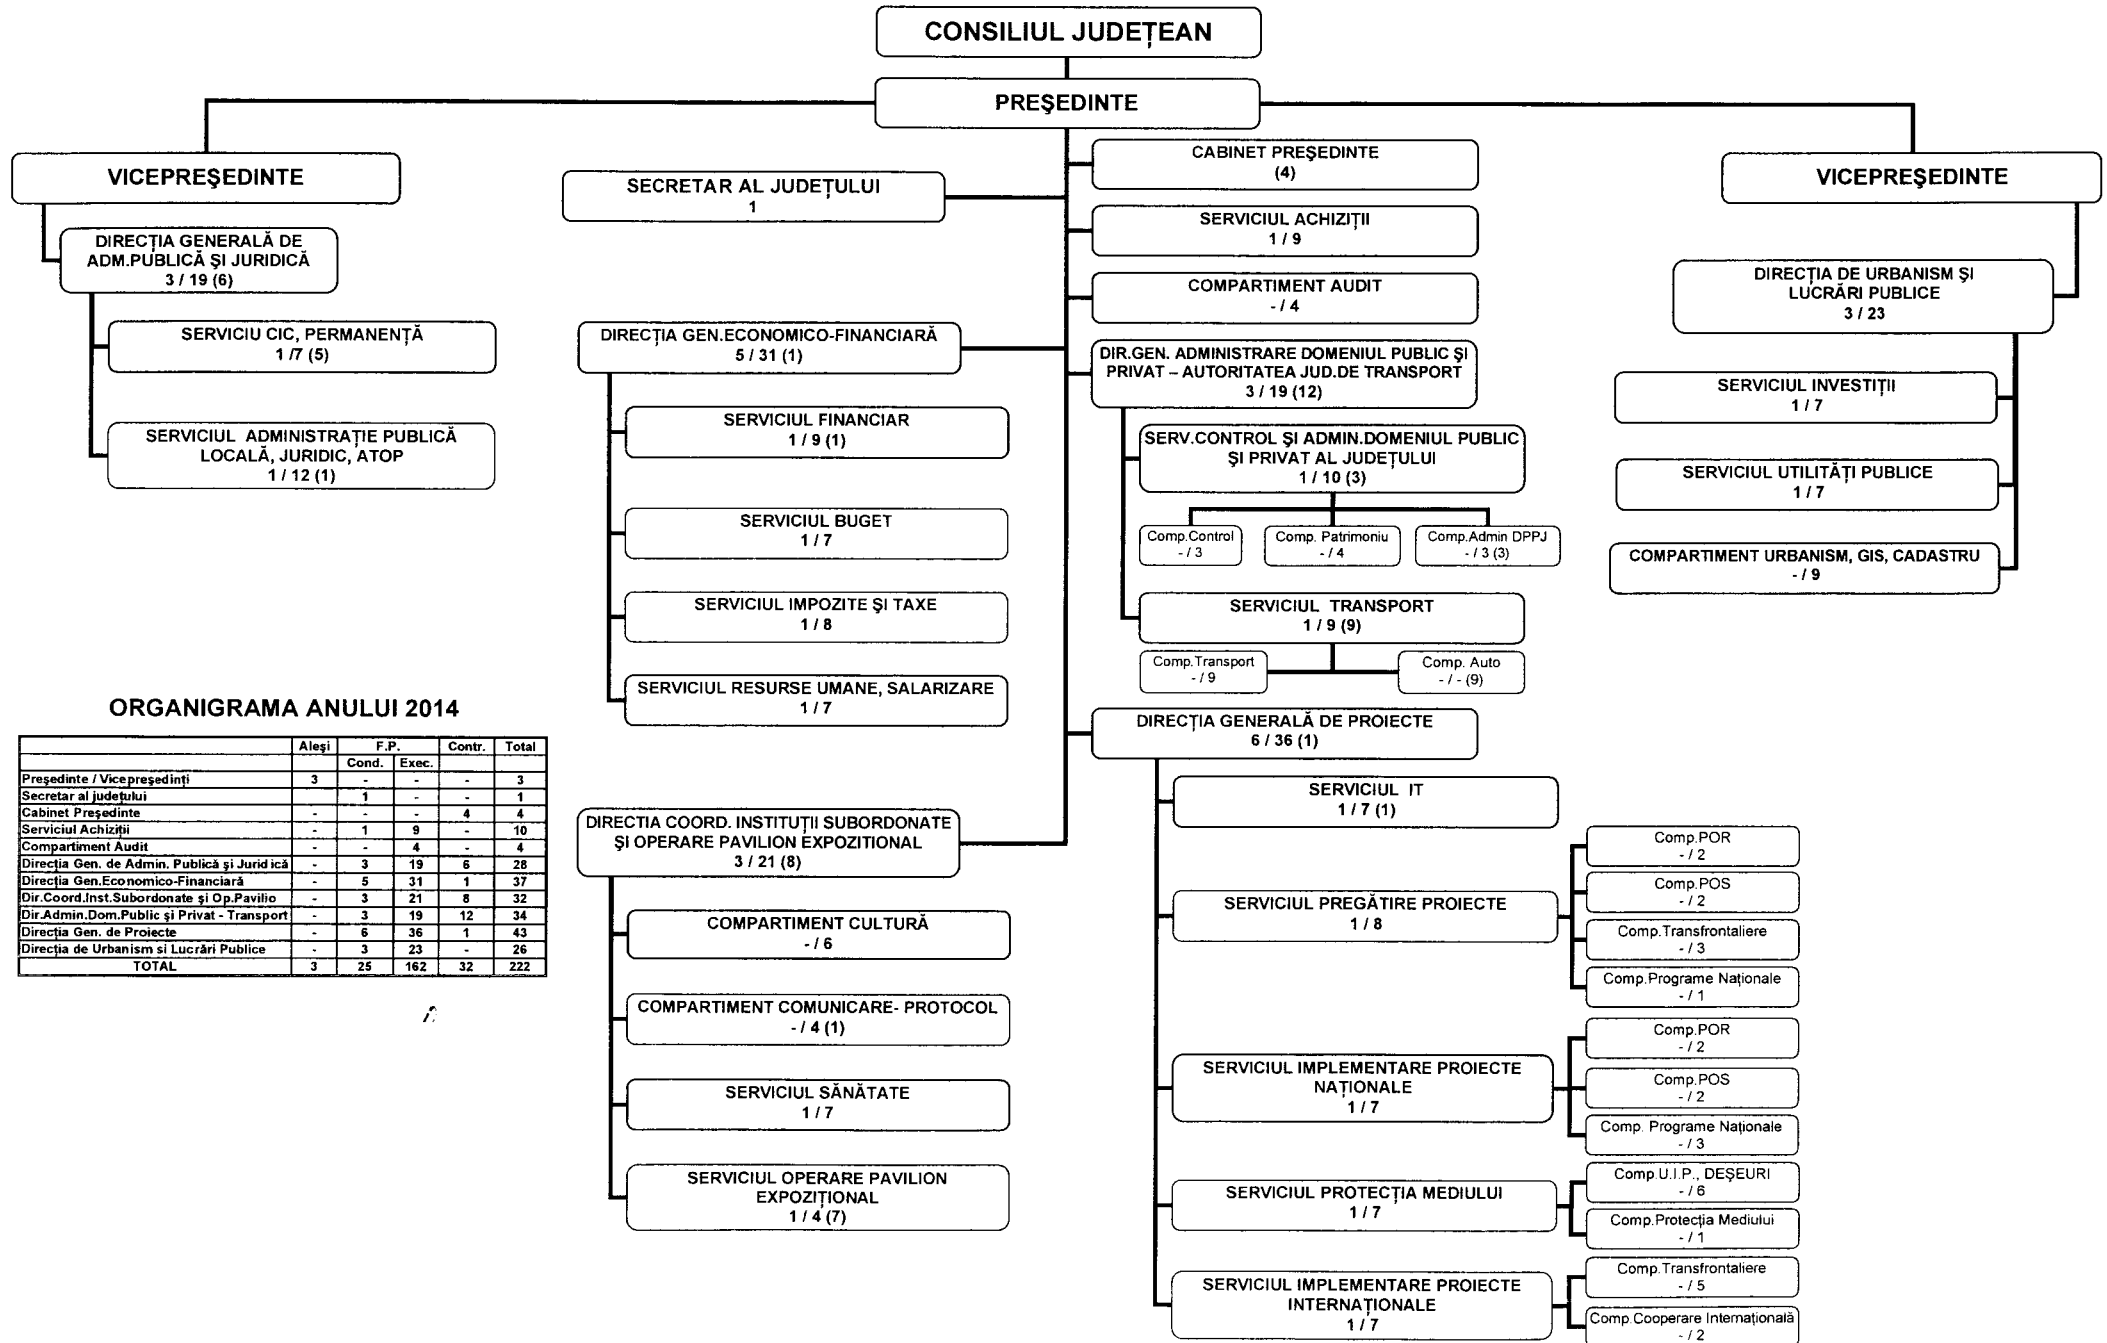 CONSILIUL JUDEȚEAN
PREŞEDINTE
VICEPREŞEDINTE
DIRECȚIA GENERALĂ DE
ADM.PUBLICĂ ŞI JURIDICĂ
3 / 19 (6)
SERVICIU CIC, PERMANENȚĂ
1 /7 (5)
SERVICIUL ADMINISTRAȚIE PUBLICĂ
LOCALĂ, JURIDIC, ATOP
1 / 12 (1)
SECRETAR AL JUDEȚULUI
1
DIRECȚIA GEN.ECONOMICO-FINANCIARĂ
5 / 31 (1)
SERVICIUL FINANCIAR
1 / 9 (1)
SERVICIUL BUGET
1 / 7
SERVICIUL IMPOZITE ŞI TAXE
1 / 8
SERVICIUL RESURSE UMANE, SALARIZARE
1 / 7
DIRECTIA COORD. INSTITUȚII SUBORDONATE
ŞI OPERARE PAVILION EXPOZITIONAL
3 / 21 (8)
COMPARTIMENT CULTURĂ
- / 6
COMPARTIMENT COMUNICARE- PROTOCOL
- / 4 (1)
SERVICIUL SĂNĂTATE
1 / 7
SERVICIUL OPERARE PAVILION
EXPOZIȚIONAL
1 / 4 (7)
CABINET PREŞEDINTE
(4)
SERVICIUL ACHIZIȚII
1 / 9
COMPARTIMENT AUDIT
- / 4
DIR.GEN. ADMINISTRARE DOMENIUL PUBLIC ŞI
PRIVAT – AUTORITATEA JUD.DE TRANSPORT
3 / 19 (12)
SERV.CONTROL ŞI ADMIN.DOMENIUL PUBLIC
ŞI PRIVAT AL JUDEȚULUI
1 / 10 (3)
Comp.Control
- / 3
Comp. Patrimoniu
- / 4
Comp.Admin DPPJ
- / 3 (3)
SERVICIUL TRANSPORT
1 / 9 (9)
Comp.Transport
- / 9
Comp. Auto
- / - (9)
DIRECȚIA GENERALĂ DE PROIECTE
6 / 36 (1)
SERVICIUL IT
1 / 7 (1)
SERVICIUL PREGĂTIRE PROIECTE
1 / 8
Comp.POR
- / 2
Comp.POS
- / 2
Comp.Transfrontaliere
- / 3
Comp.Programe Naționale
- / 1
SERVICIUL IMPLEMENTARE PROIECTE
NAȚIONALE
1 / 7
Comp.POR
- / 2
Comp.POS
- / 2
Comp. Programe Naționale
- / 3
SERVICIUL PROTECȚIA MEDIULUI
1 / 7
Comp.U.I.P., DEŞEURI
- / 6
Comp.Protecția Mediului
- / 1
SERVICIUL IMPLEMENTARE PROIECTE
INTERNAȚIONALE
1 / 7
Comp.Transfrontaliere
- / 5
Comp.Cooperare Internațională
- / 2
VICEPREŞEDINTE
DIRECȚIA DE URBANISM ŞI
LUCRĂRI PUBLICE
3 / 23
SERVICIUL INVESTIȚII
1 / 7
SERVICIUL UTILITĂȚI PUBLICE
1 / 7
COMPARTIMENT URBANISM, GIS, CADASTRU
- / 9
ORGANIGRAMA ANULUI 2014
Aleşi F.P. Contr. Total
Cond. Exec.
Preşedinte / Vicepreşedinți 3 - - - 3
Secretar al județului 1 - - 1
Cabinet Preşedinte - - - 4 4
Serviciul Achiziții - 1 9 - 10
Compartiment Audit - - 4 - 4
Direcția Gen. de Admin. Publică şi Juridică - 3 19 6 28
Direcția Gen.Economico-Financiară - 5 31 1 37
Dir.Coord.Inst.Subordonate şi Op.Pavilio - 3 21 8 32
Dir.Admin.Dom.Public şi Privat - Transport - 3 19 12 34
Direcția Gen. de Proiecte - 6 36 1 43
Direcția de Urbanism si Lucrări Publice - 3 23 - 26
TOTAL 3 25 162 32 222